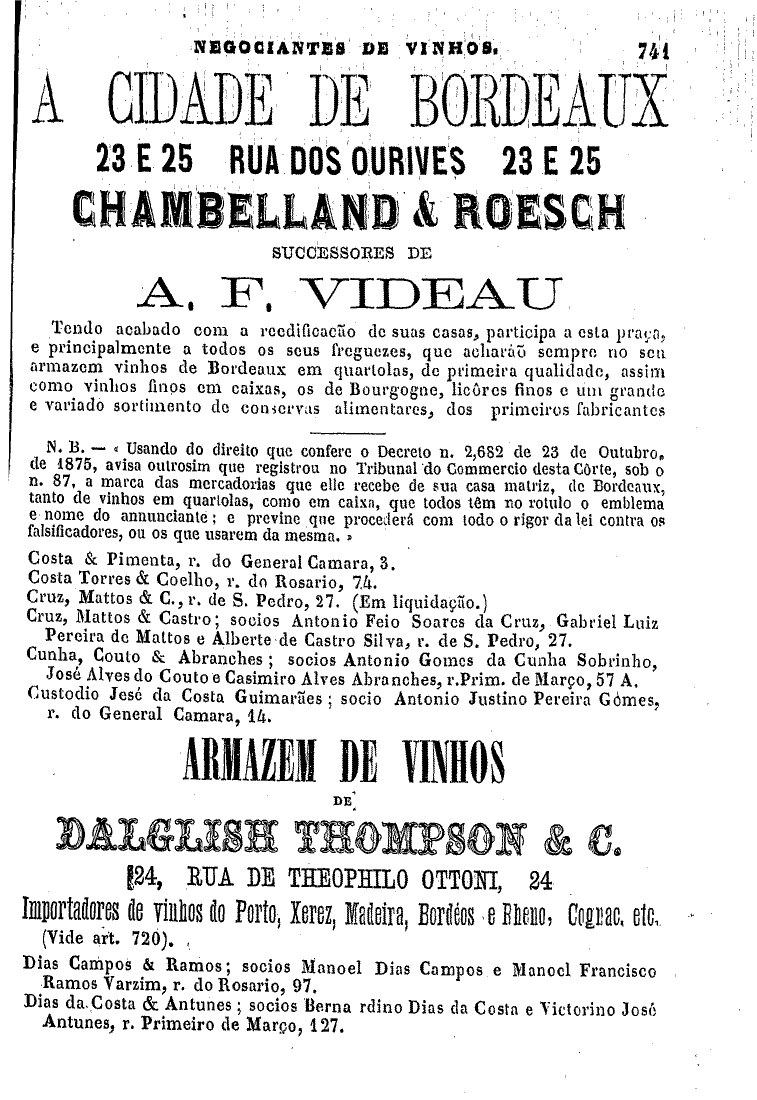 NEGOCIANTES DE VINHOS. 741
A CIDADE DE BORDEAUX
23 E 25 RUA DOS OURIVES 23 E 25
CHAMBELLAND & ROESCH
SUCCESSORES DE
A. F. VIDEAU
Tendo acabado com a reedificacão de suas casas, participa a esta praça,
e principalmente a todos os seus freguezes, que acharáõ sempre no seu
armazem vinhos de Bordeaux em quartolas, de primeira qualidade, assim
como vinhos finos em caixas, os de Bourgogne, licôres finos e um grande
e variado sortimento de conservas alimentares, dos primeiros fabricantes
N. B. — « Usando do direito que confere o Decreto n. 2,682 de 23 de Outubro,
de 1875, avisa outrosim que registrou no Tribunal do Commercio desta Côrte, sob o
n. 87, a marca das mercadorias que elle recebe de sua casa matriz, de Bordeaux,
tanto de vinhos em quartolas, como em caixa, que todos têm no rotulo o emblema
e nome do annunciante ; e previne que procederá com todo o rigor da lei contra os
falsificadores, ou os que usarem da mesma. »
Costa & Pimenta, r. do General Camara, 3.
Costa Torres & Coelho, r. do Rosario, 74.
Cruz, Mattos & C., r. de S. Pedro, 27. (Em liquidação.)
Cruz, Mattos & Castro ; socios Antonio Feio Soares da Cruz, Gabriel Luiz
Pereira de Mattos e Alberte de Castro Silva, r. de S. Pedro, 27.
Cunha, Couto & Abranches ; socios Antonio Gomes da Cunha Sobrinho,
José Alves do Couto e Casimiro Alves Abranches, r. Prim. de Março, 57 A.
Custodio José da Costa Guimarães ; socio Antonio Justino Pereira Gómes,
r. do General Camara, 14.
ARMAZEM DE VINHOS
DE
DALGLISH THOMPSON & C.
24, RUA DE THEOPHILO OTTONI, 24
Importadores de vinhos do Porto, Xerez, Madeira, Bordéos e Rheno, Cognac, etc.
(Vide art. 720).
Dias Campos & Ramos ; socios Manoel Dias Campos e Manoel Francisco
Ramos Varzim, r. do Rosario, 97.
Dias da Costa & Antunes ; socios Berna rdino Dias da Costa e Victorino José
Antunes, r. Primeiro de Março, 127.